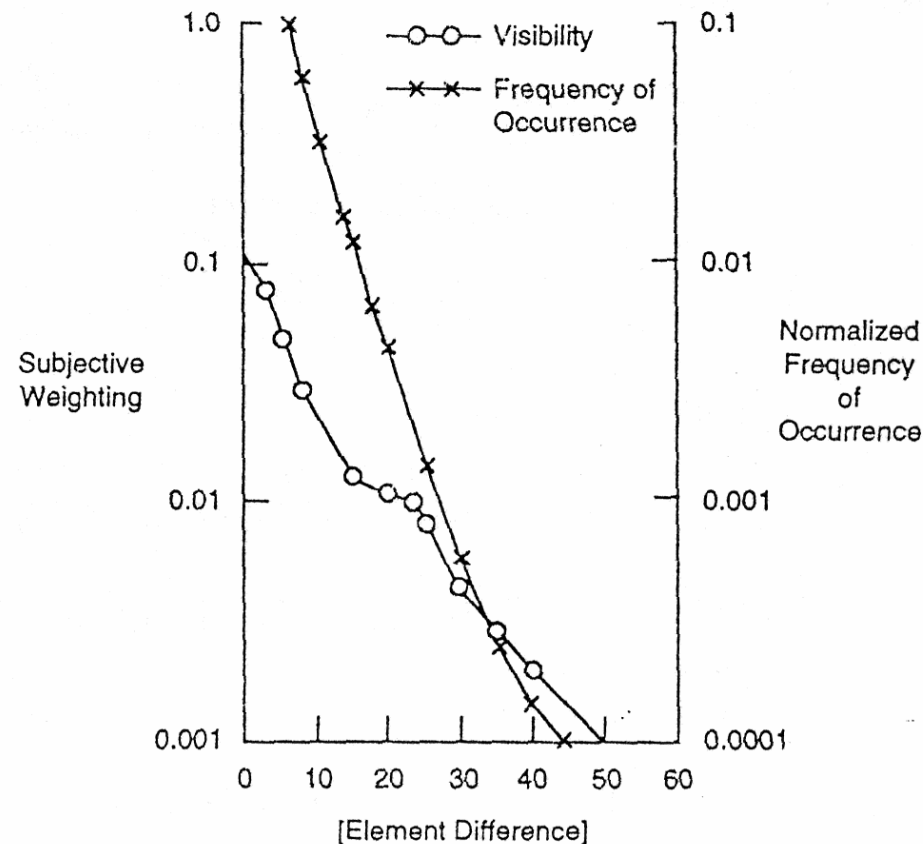 1.0
0.1
0.01
0.001
Subjective
Weighting
Visibility
Frequency of
Occurrence
0.1
0.01
0.001
0.0001
Normalized
Frequency
of
Occurrence
0 10 20 30 40 50 60
[Element Difference]